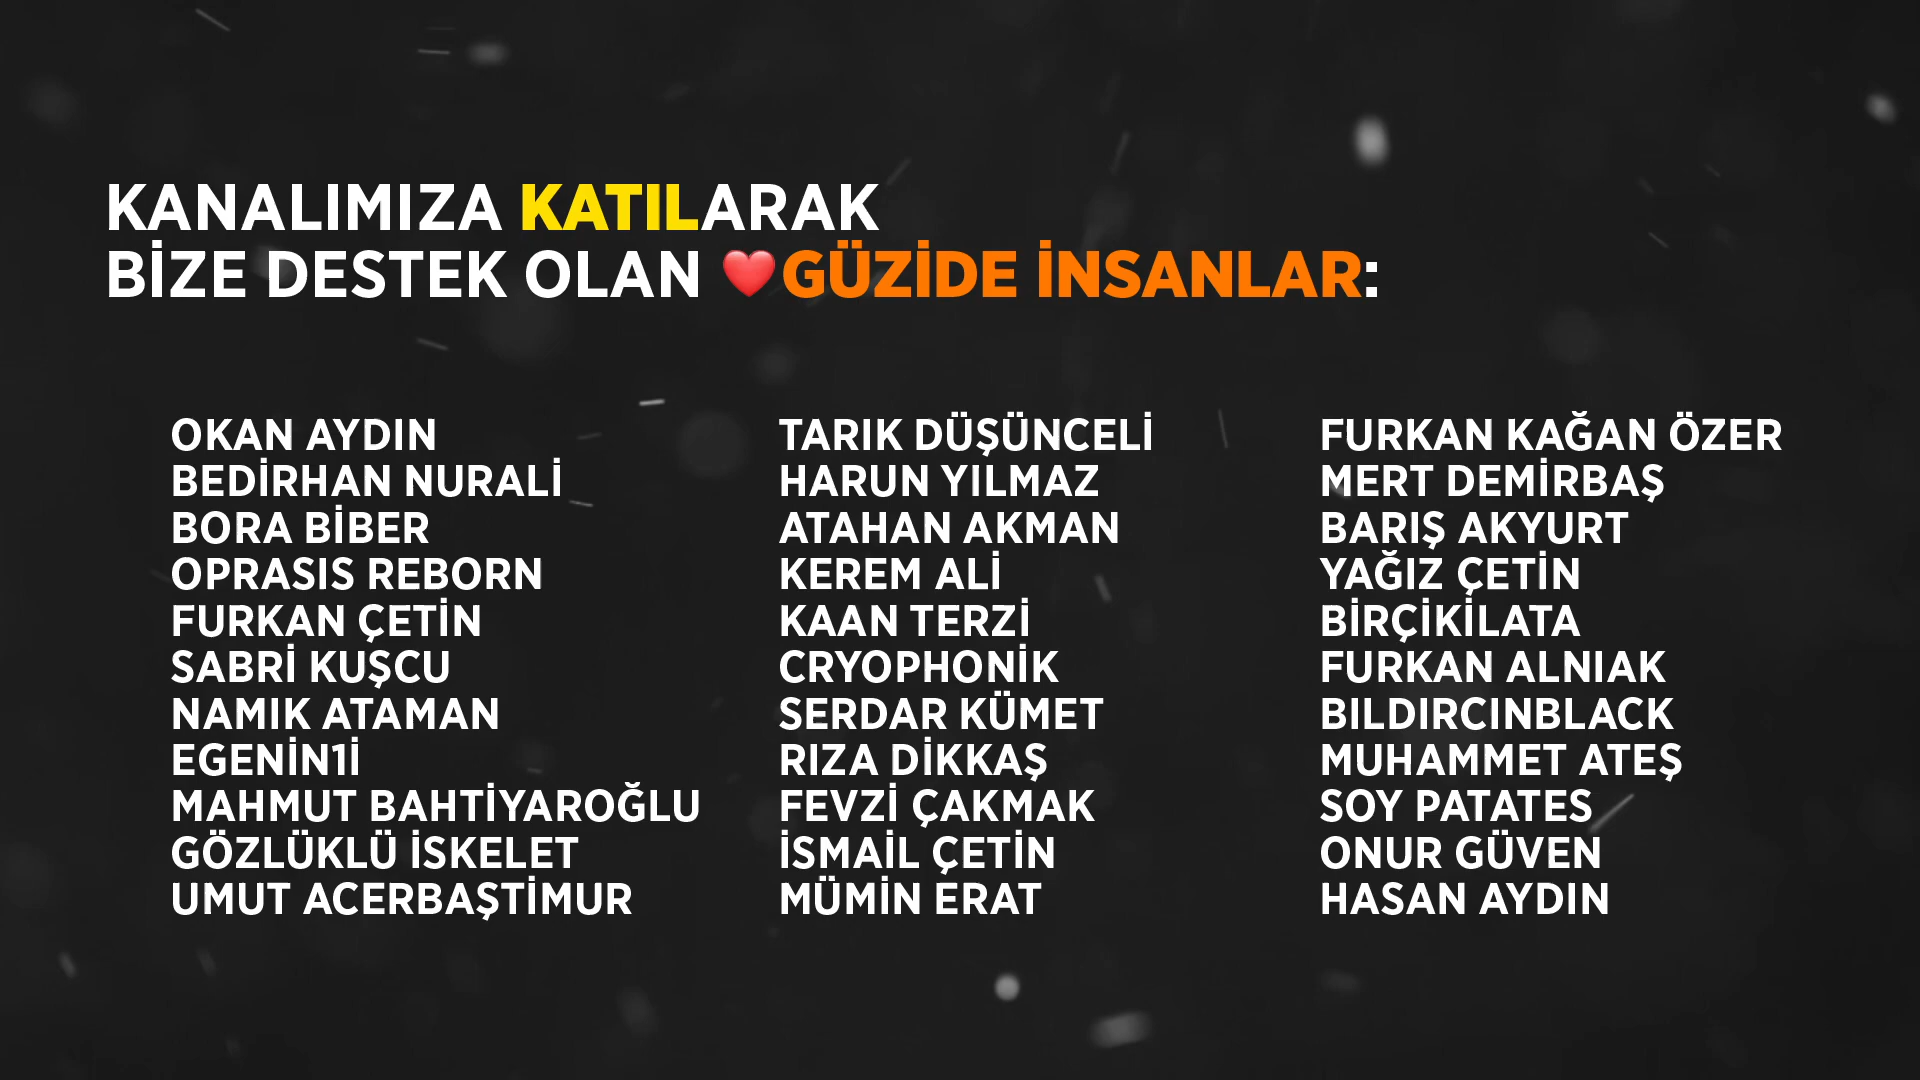 KANALIMIZA KATILARAK
BİZE DESTEK OLAN ❤️GÜZİDE İNSANLAR:
OKAN AYDIN
BEDİRHAN NURALİ
BORA BİBER
OPRASIS REBORN
FURKAN ÇETİN
SABRİ KUŞCU
NAMIK ATAMAN
EGENİN1İ
MAHMUT BAHTİYAROĞLU
GÖZLÜKLÜ İSKELET
UMUT ACERBAŞTİMUR
TARIK DÜŞÜNCELİ
HARUN YILMAZ
ATAHAN AKMAN
KEREM ALİ
KAAN TERZİ
CRYOPHONİK
SERDAR KÜMET
RIZA DİKKAŞ
FEVZİ ÇAKMAK
İSMAİL ÇETİN
MÜMİN ERAT
FURKAN KAĞAN ÖZER
MERT DEMİRBAŞ
BARIŞ AKYURT
YAĞIZ ÇETİN
BİRÇİKİLATA
FURKAN ALNIAK
BILDIRCINBLACK
MUHAMMET ATEŞ
SOY PATATES
ONUR GÜVEN
HASAN AYDIN